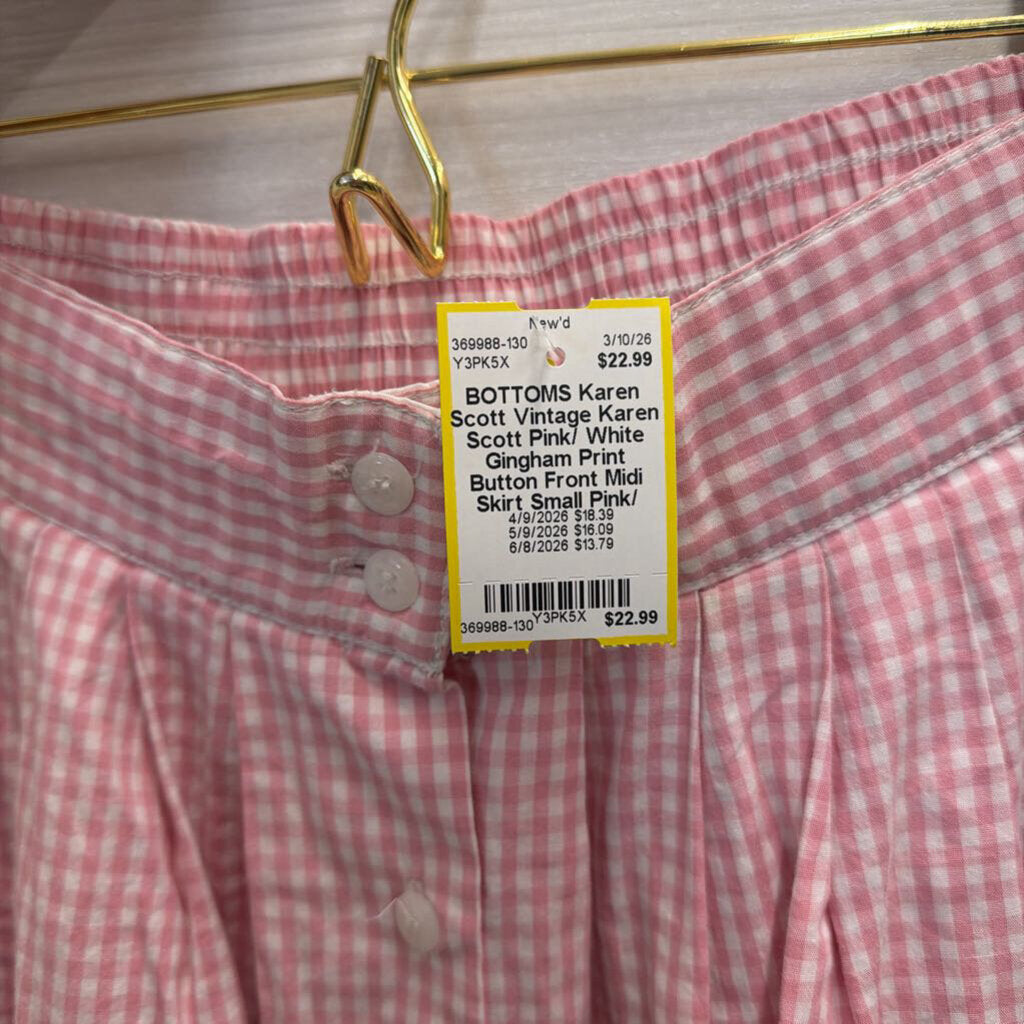 New'd
369988-130 3/10/26
Y3PK5X $22.99
BOTTOMS Karen
Scott Vintage Karen
Scott Pink/ White
Gingham Print
Button Front Midi
Skirt Small Pink/
4/9/2026 $18.39
5/9/2026 $16.09
6/8/2026 $13.79
369988-130 Y3PK5X $22.99